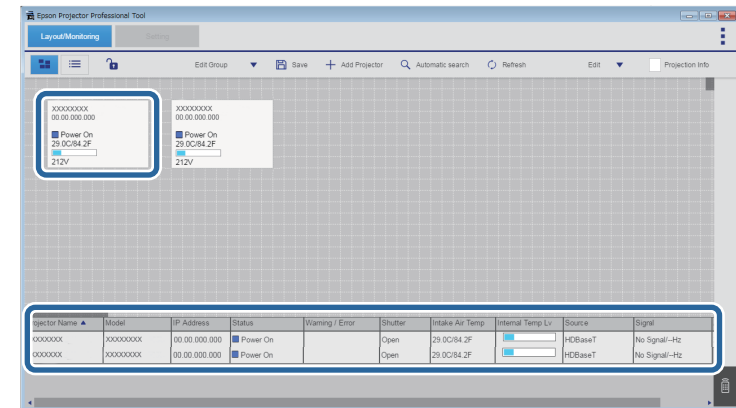 Epson Projector Professional Tool
Layout/Monitoring Setting
Edit Group Save Add Projector Automatic search Refresh Edit Projection Info
XXXXXXXX XXXXXXXX
00.00.000.000 00.00.000.000
Power On Power On
29.0C/84.2F 29.0C/84.2F
212V 212V
rojector Name Model IP Address Status Warning / Error Shutter Intake Air Temp Internal Temp Lv Source Signal
XXXXXXX XXXXXXXX 00.00.000.000 Power On Open 29.0C/84.2F HDBaseT No Signal/--Hz
XXXXXXX XXXXXXXX 00.00.000.000 Power On Open 29.0C/84.2F HDBaseT No Signal/--Hz